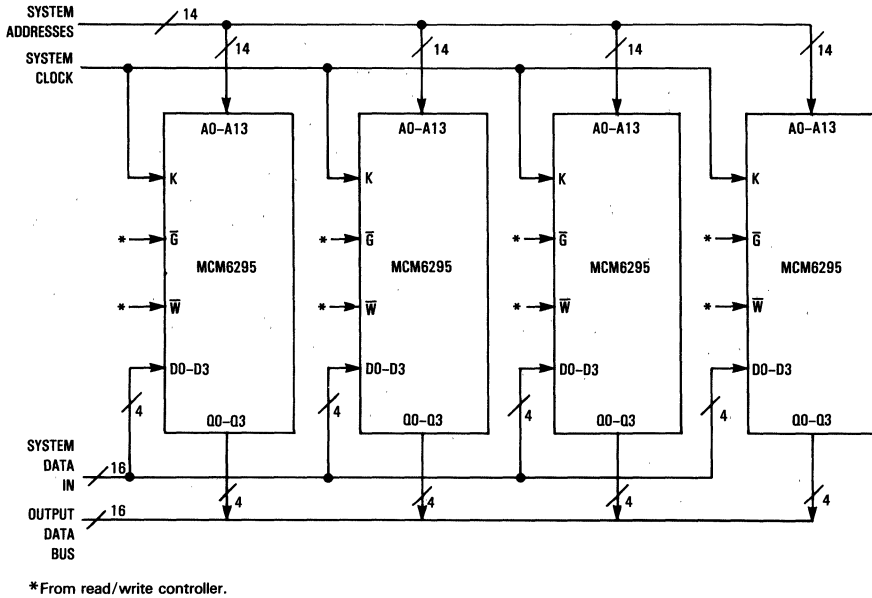 SYSTEM
ADDRESSES
14
14
14
14
14
SYSTEM
CLOCK
A0-A13
A0-A13
A0-A13
A0-A13
K
K
K
K
* G̅
* G̅
* G̅
* G̅
MCM6295
MCM6295
MCM6295
MCM6295
* W̅
* W̅
* W̅
* W̅
D0-D3
D0-D3
D0-D3
D0-D3
4
4
4
4
Q0-Q3
Q0-Q3
Q0-Q3
Q0-Q3
SYSTEM
DATA
IN
16
4
4
4
4
OUTPUT
DATA
BUS
16
*From read/write controller.